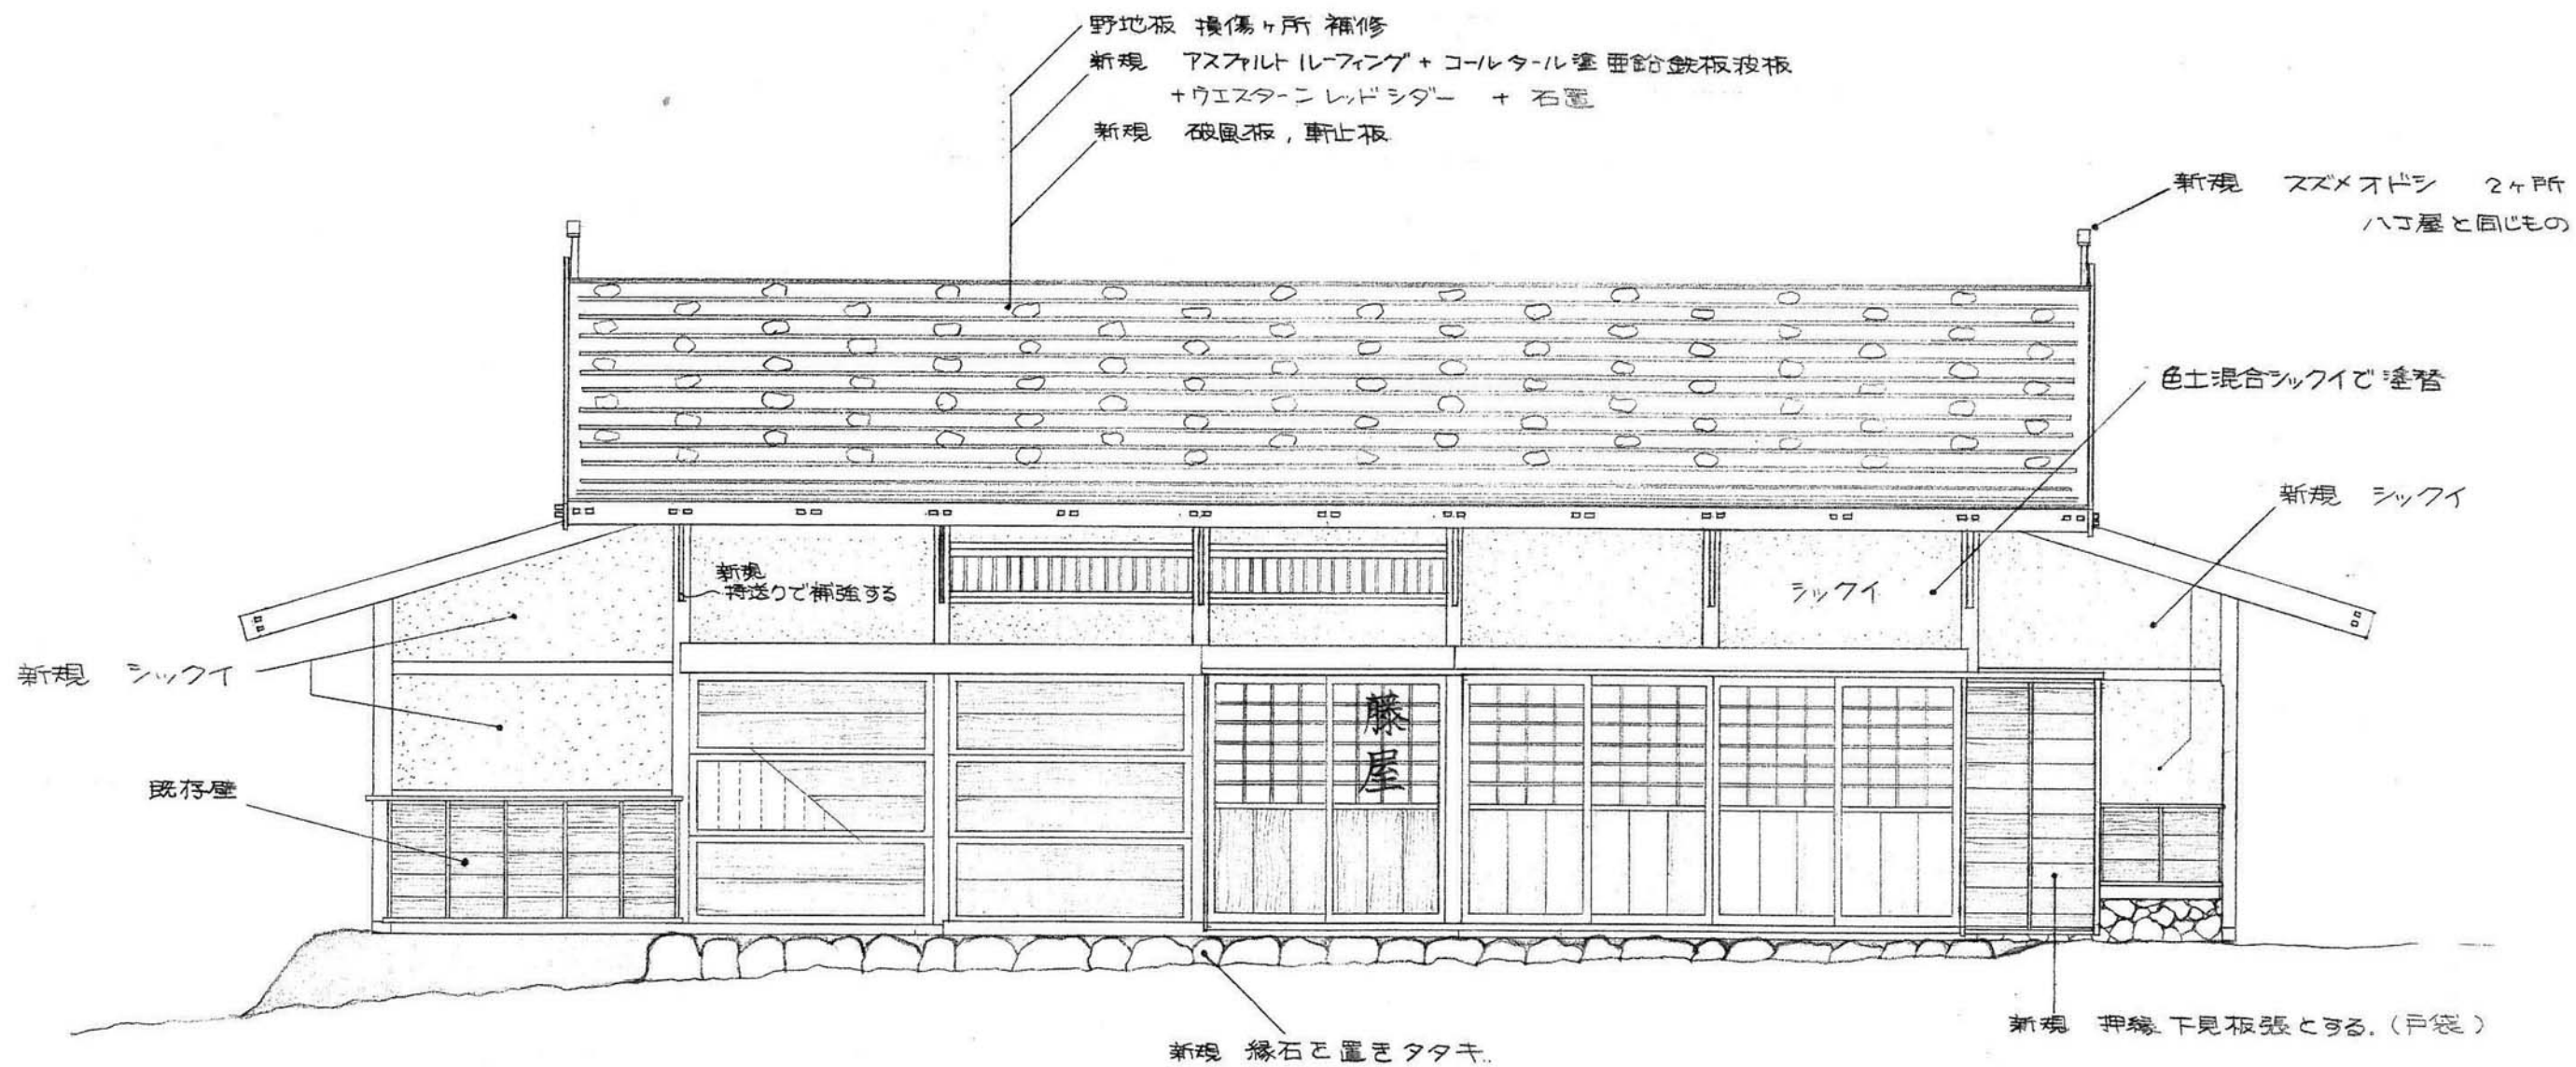 野地板 損傷ヶ所 補修
新規 アスファルトルーフィング + コールタール塗 亜鉛鉄板波板
+ウエスターンレッドシダー + 石置
新規 破風板, 軒止板
新規 スズメオドシ 2ヶ所
八丁屋と同じもの
色土混合シックイで塗替
新規 シックイ
新規
持送りで補強する
シックイ
新規 シックイ
藤屋
既存壁
新規 押縁下見板張とする. (戸袋)
新規 縁石を置きタタキ..